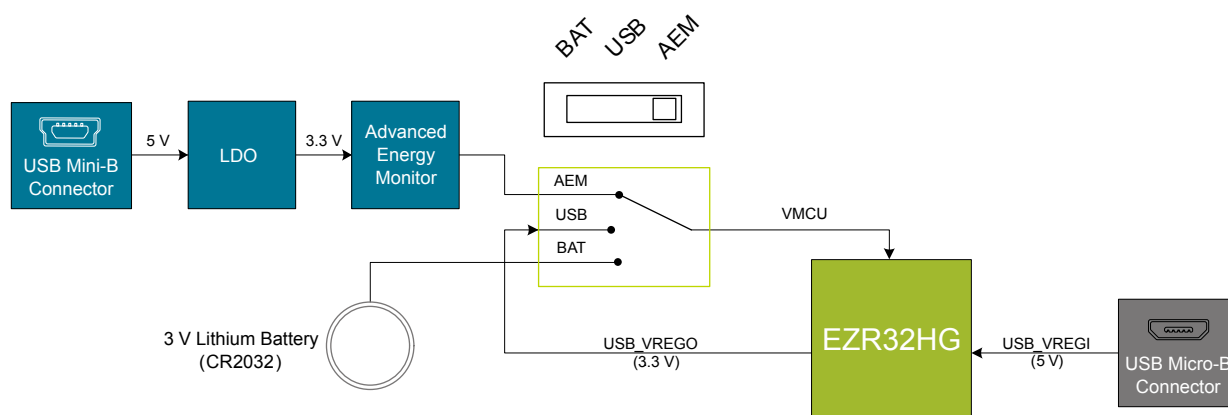 BAT USB AEM
USB Mini-B
Connector
5 V
LDO
3.3 V
Advanced
Energy
Monitor
AEM
USB
BAT
VMCU
3 V Lithium Battery
(CR2032)
USB_VREGO
(3.3 V)
EZR32HG
USB_VREGI
(5 V)
USB Micro-B
Connector